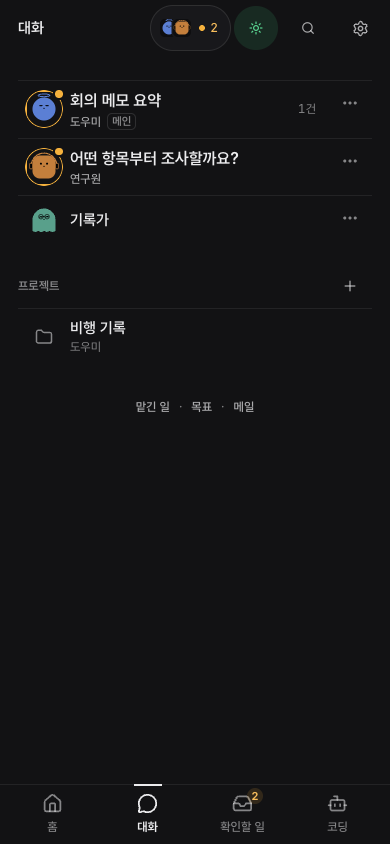 대화
2
회의 메모 요약
도우미 메인
1건
어떤 항목부터 조사할까요?
연구원
기록가
프로젝트
비행 기록
도우미
맡긴 일 · 목표 · 메일
홈
대화
2
확인할 일
코딩